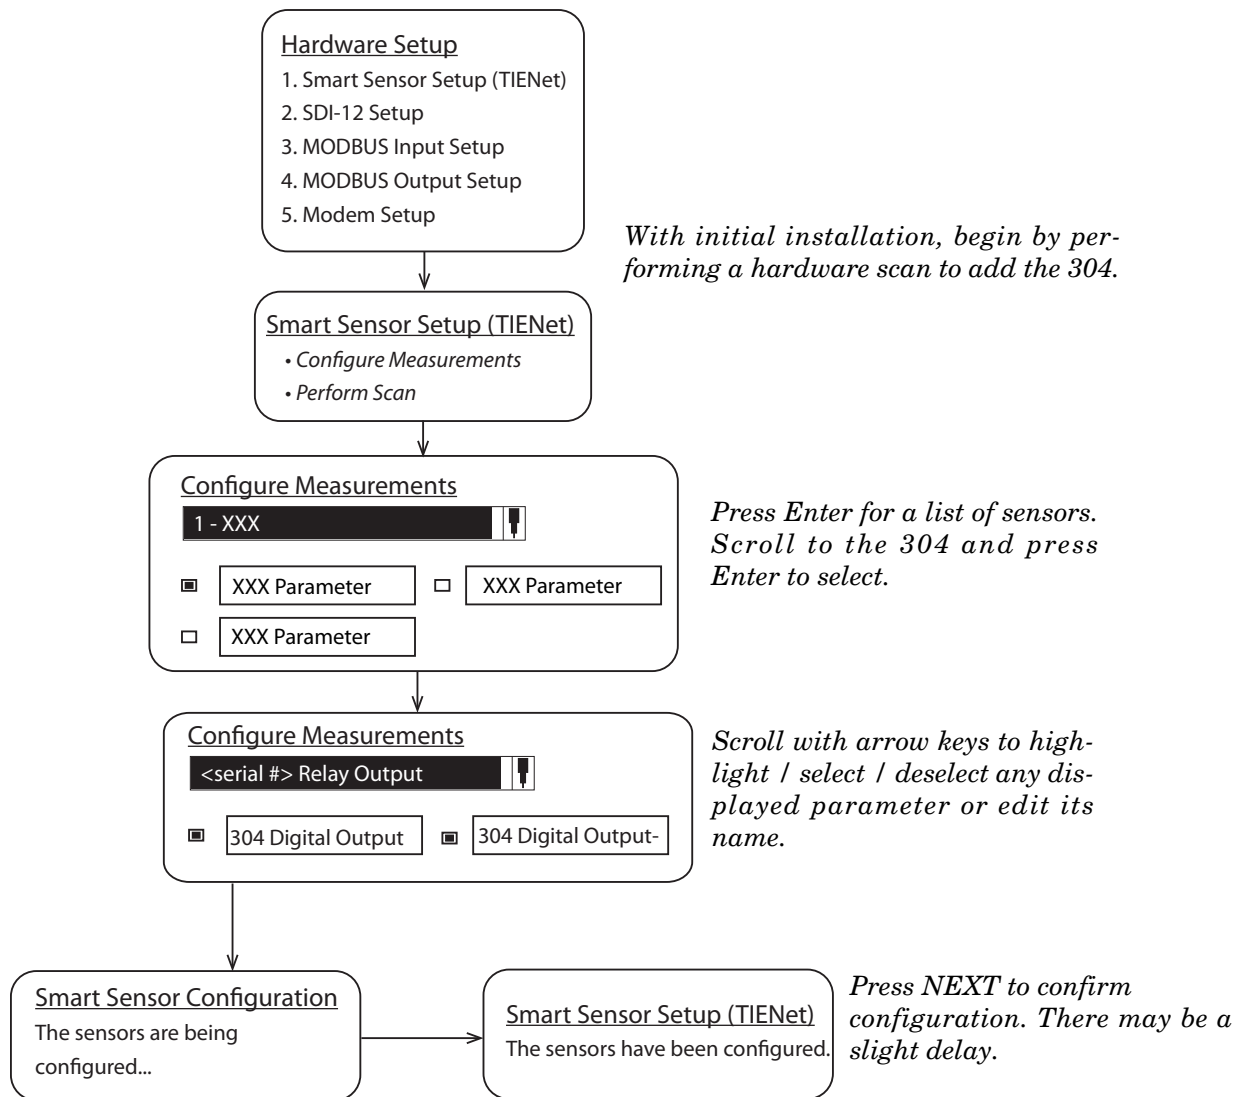 Hardware Setup
1. Smart Sensor Setup (TIENet)
2. SDI-12 Setup
3. MODBUS Input Setup
4. MODBUS Output Setup
5. Modem Setup
With initial installation, begin by per-
forming a hardware scan to add the 304.
Smart Sensor Setup (TIENet)
• Configure Measurements
• Perform Scan
Configure Measurements
1 - XXX
XXX Parameter
XXX Parameter
XXX Parameter
Press Enter for a list of sensors.
Scroll to the 304 and press
Enter to select.
Configure Measurements
<serial #> Relay Output
304 Digital Output
304 Digital Output-
Scroll with arrow keys to high-
light / select / deselect any dis-
played parameter or edit its
name.
Smart Sensor Configuration
The sensors are being
configured...
Smart Sensor Setup (TIENet)
The sensors have been configured.
Press NEXT to confirm
configuration. There may be a
slight delay.